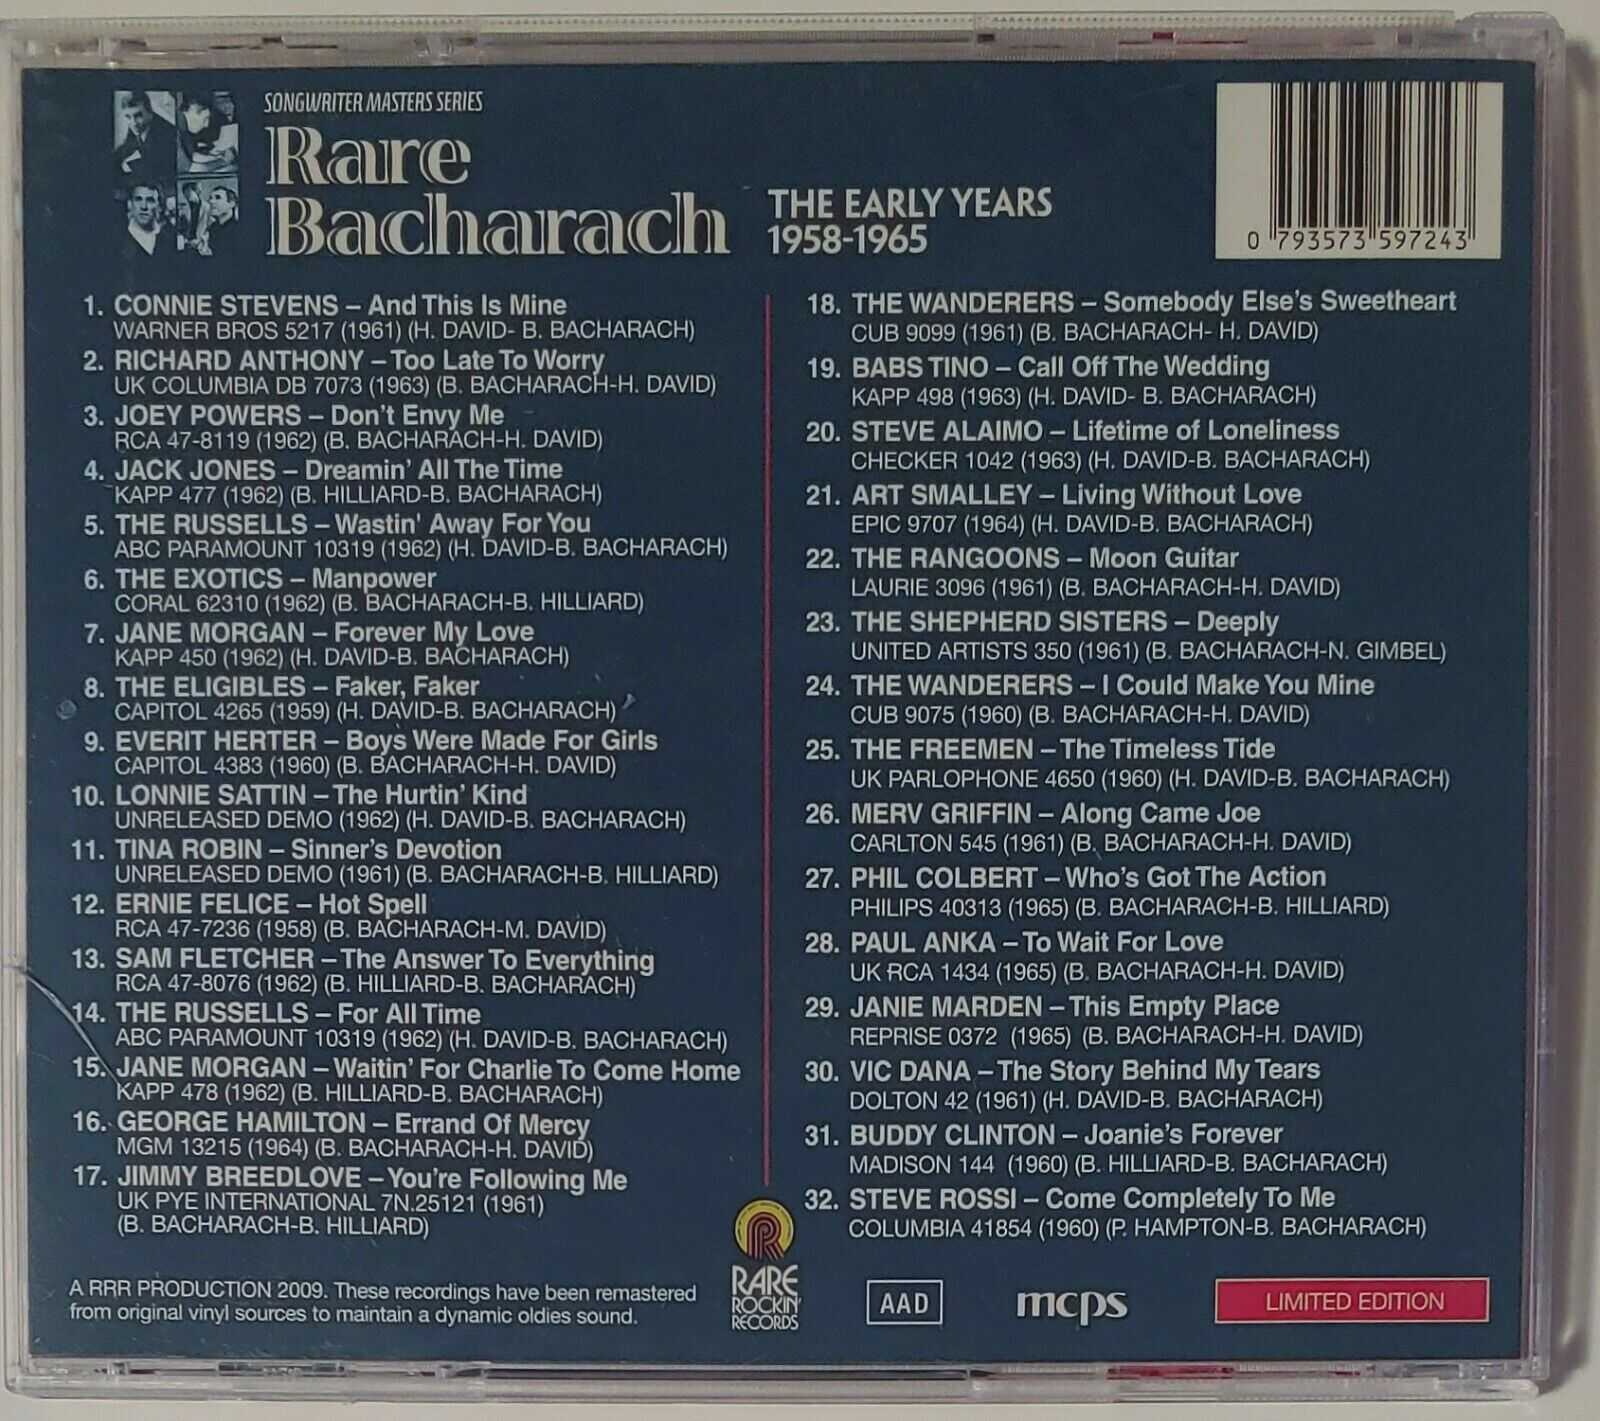 SONGWRITER MASTERS SERIES
Rare
Bacharach
THE EARLY YEARS
1958-1965
0 793573 597243
1. CONNIE STEVENS – And This Is Mine
WARNER BROS 5217 (1961) (H. DAVID- B. BACHARACH)
2. RICHARD ANTHONY – Too Late To Worry
UK COLUMBIA DB 7073 (1963) (B. BACHARACH-H. DAVID)
3. JOEY POWERS – Don't Envy Me
RCA 47-8119 (1962) (B. BACHARACH-H. DAVID)
4. JACK JONES – Dreamin' All The Time
KAPP 477 (1962) (B. HILLIARD-B. BACHARACH)
5. THE RUSSELLS – Wastin' Away For You
ABC PARAMOUNT 10319 (1962) (H. DAVID-B. BACHARACH)
6. THE EXOTICS – Manpower
CORAL 62310 (1962) (B. BACHARACH-B. HILLIARD)
7. JANE MORGAN – Forever My Love
KAPP 450 (1962) (H. DAVID-B. BACHARACH)
8. THE ELIGIBLES – Faker, Faker
CAPITOL 4265 (1959) (H. DAVID-B. BACHARACH)
9. EVERIT HERTER – Boys Were Made For Girls
CAPITOL 4383 (1960) (B. BACHARACH-H. DAVID)
10. LONNIE SATTIN – The Hurtin' Kind
UNRELEASED DEMO (1962) (H. DAVID-B. BACHARACH)
11. TINA ROBIN – Sinner's Devotion
UNRELEASED DEMO (1961) (B. BACHARACH-B. HILLIARD)
12. ERNIE FELICE – Hot Spell
RCA 47-7236 (1958) (B. BACHARACH-M. DAVID)
13. SAM FLETCHER – The Answer To Everything
RCA 47-8076 (1962) (B. HILLIARD-B. BACHARACH)
14. THE RUSSELLS – For All Time
ABC PARAMOUNT 10319 (1962) (H. DAVID-B. BACHARACH)
15. JANE MORGAN – Waitin' For Charlie To Come Home
KAPP 478 (1962) (B. HILLIARD-B. BACHARACH)
16. GEORGE HAMILTON – Errand Of Mercy
MGM 13215 (1964) (B. BACHARACH-H. DAVID)
17. JIMMY BREEDLOVE – You're Following Me
UK PYE INTERNATIONAL 7N.25121 (1961)
(B. BACHARACH-B. HILLIARD)
18. THE WANDERERS – Somebody Else's Sweetheart
CUB 9099 (1961) (B. BACHARACH- H. DAVID)
19. BABS TINO – Call Off The Wedding
KAPP 498 (1963) (H. DAVID- B. BACHARACH)
20. STEVE ALAIMO – Lifetime of Loneliness
CHECKER 1042 (1963) (H. DAVID-B. BACHARACH)
21. ART SMALLEY – Living Without Love
EPIC 9707 (1964) (H. DAVID-B. BACHARACH)
22. THE RANGOONS – Moon Guitar
LAURIE 3096 (1961) (B. BACHARACH-H. DAVID)
23. THE SHEPHERD SISTERS – Deeply
UNITED ARTISTS 350 (1961) (B. BACHARACH-N. GIMBEL)
24. THE WANDERERS – I Could Make You Mine
CUB 9075 (1960) (B. BACHARACH-H. DAVID)
25. THE FREEMEN – The Timeless Tide
UK PARLOPHONE 4650 (1960) (H. DAVID-B. BACHARACH)
26. MERV GRIFFIN – Along Came Joe
CARLTON 545 (1961) (B. BACHARACH-H. DAVID)
27. PHIL COLBERT – Who's Got The Action
PHILIPS 40313 (1965) (B. BACHARACH-B. HILLIARD)
28. PAUL ANKA – To Wait For Love
UK RCA 1434 (1965) (B. BACHARACH-H. DAVID)
29. JANIE MARDEN – This Empty Place
REPRISE 0372 (1965) (B. BACHARACH-H. DAVID)
30. VIC DANA – The Story Behind My Tears
DOLTON 42 (1961) (H. DAVID-B. BACHARACH)
31. BUDDY CLINTON – Joanie's Forever
MADISON 144 (1960) (B. HILLIARD-B. BACHARACH)
32. STEVE ROSSI – Come Completely To Me
COLUMBIA 41854 (1960) (P. HAMPTON-B. BACHARACH)
A RRR PRODUCTION 2009. These recordings have been remastered
from original vinyl sources to maintain a dynamic oldies sound.
R
RARE
ROCKIN'
RECORDS
AAD
mcps
LIMITED EDITION